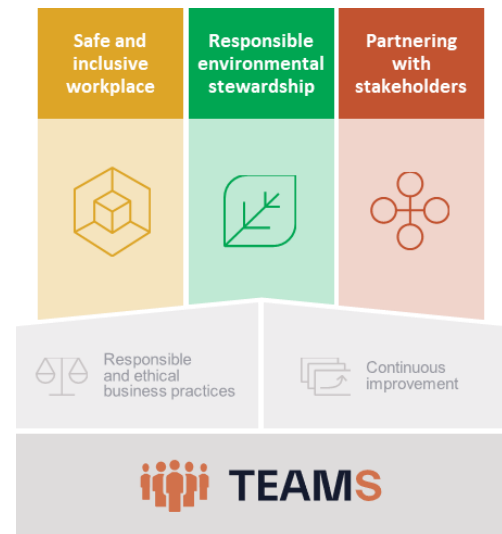 Safe and
inclusive
workplace
Responsible
environmental
stewardship
Partnering
with
stakeholders
Responsible
and ethical
business practices
Continuous
improvement
TEAMS